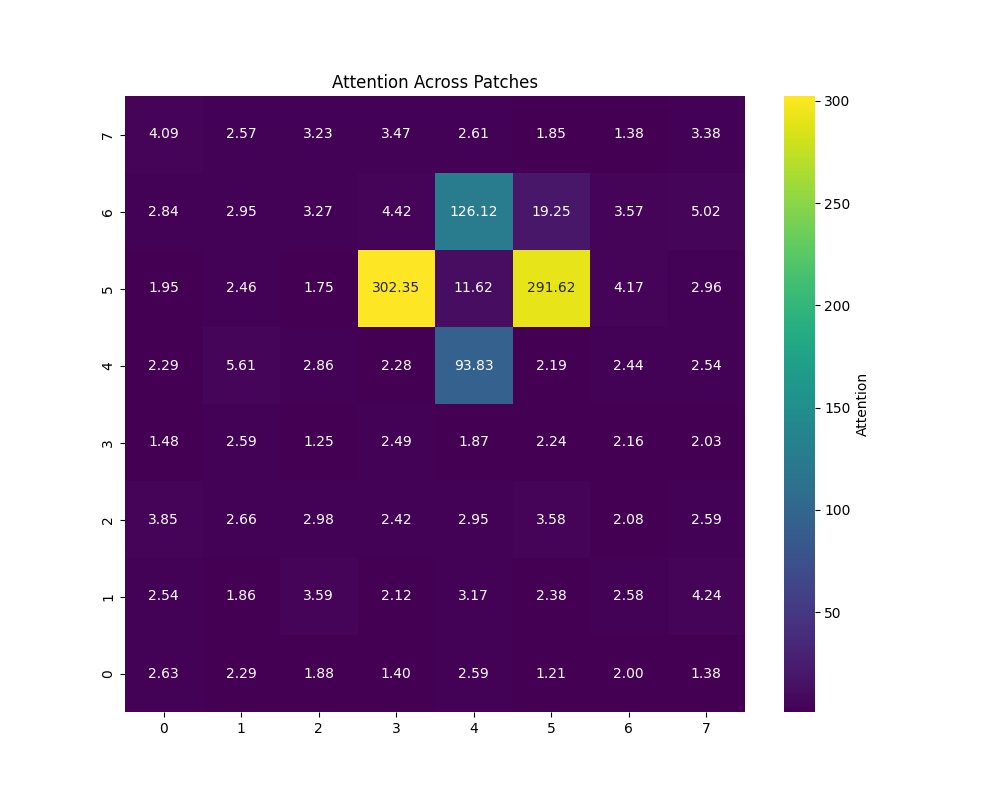 Attention Across Patches
7 4.09 2.57 3.23 3.47 2.61 1.85 1.38 3.38
6 2.84 2.95 3.27 4.42 126.12 19.25 3.57 5.02
5 1.95 2.46 1.75 302.35 11.62 291.62 4.17 2.96
4 2.29 5.61 2.86 2.28 93.83 2.19 2.44 2.54
3 1.48 2.59 1.25 2.49 1.87 2.24 2.16 2.03
2 3.85 2.66 2.98 2.42 2.95 3.58 2.08 2.59
1 2.54 1.86 3.59 2.12 3.17 2.38 2.58 4.24
0 2.63 2.29 1.88 1.40 2.59 1.21 2.00 1.38
0 1 2 3 4 5 6 7
300
250
200
150
100
50
Attention